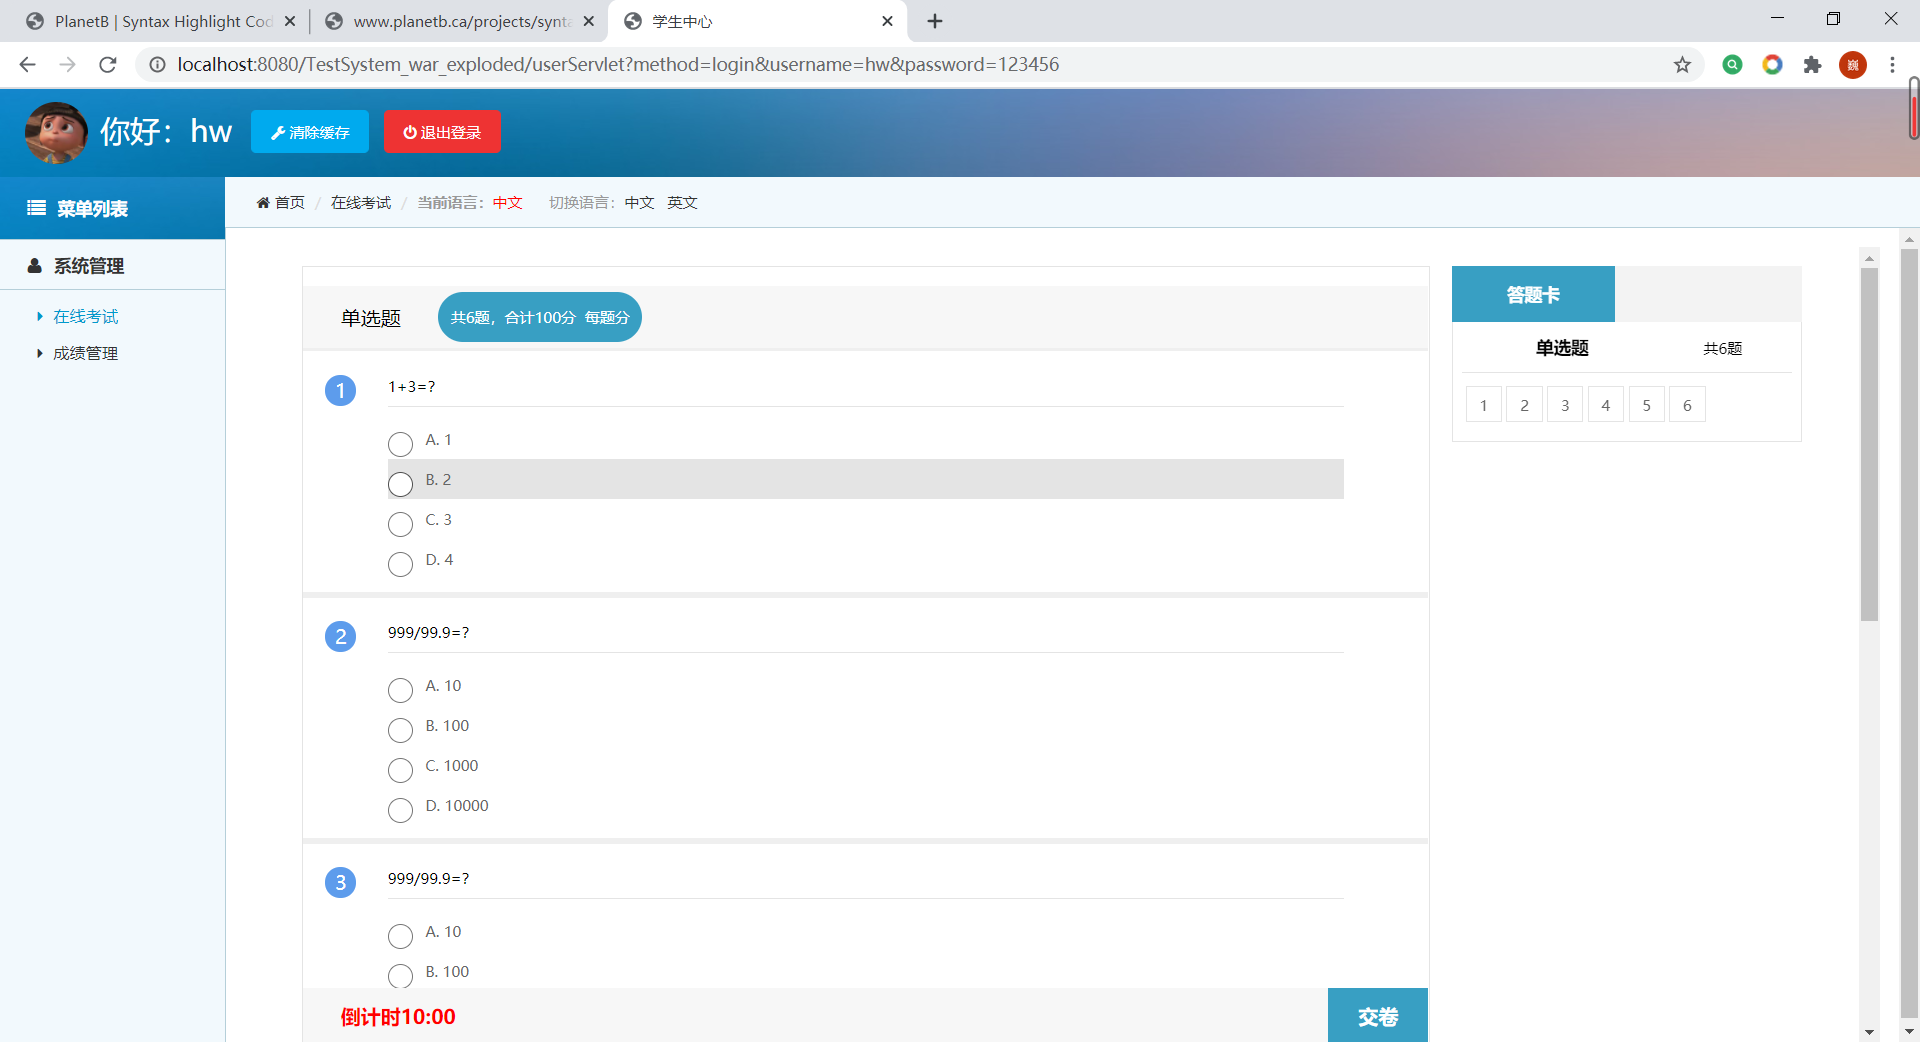 PlanetB | Syntax Highlight Cod
www.planetb.ca/projects/synta
学生中心
localhost:8080/TestSystem_war_exploded/userServlet?method=login&username=hw&password=123456
巍
你好：hw
清除缓存
退出登录
菜单列表
首页 / 在线考试 / 当前语言：中文 切换语言：中文 英文
系统管理
在线考试
成绩管理
单选题
共6题，合计100分 每题分
1
1+3=?
A. 1
B. 2
C. 3
D. 4
2
999/99.9=?
A. 10
B. 100
C. 1000
D. 10000
3
999/99.9=?
A. 10
B. 100
倒计时10:00
交卷
答题卡
单选题 共6题
1 2 3 4 5 6